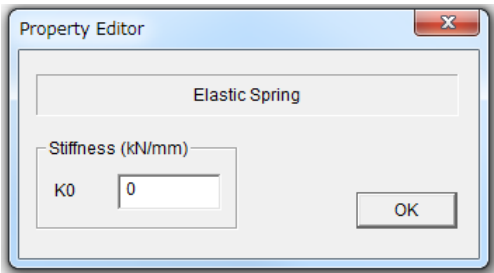 Property Editor
Elastic Spring
Stiffness (kN/mm)
K0 0
OK